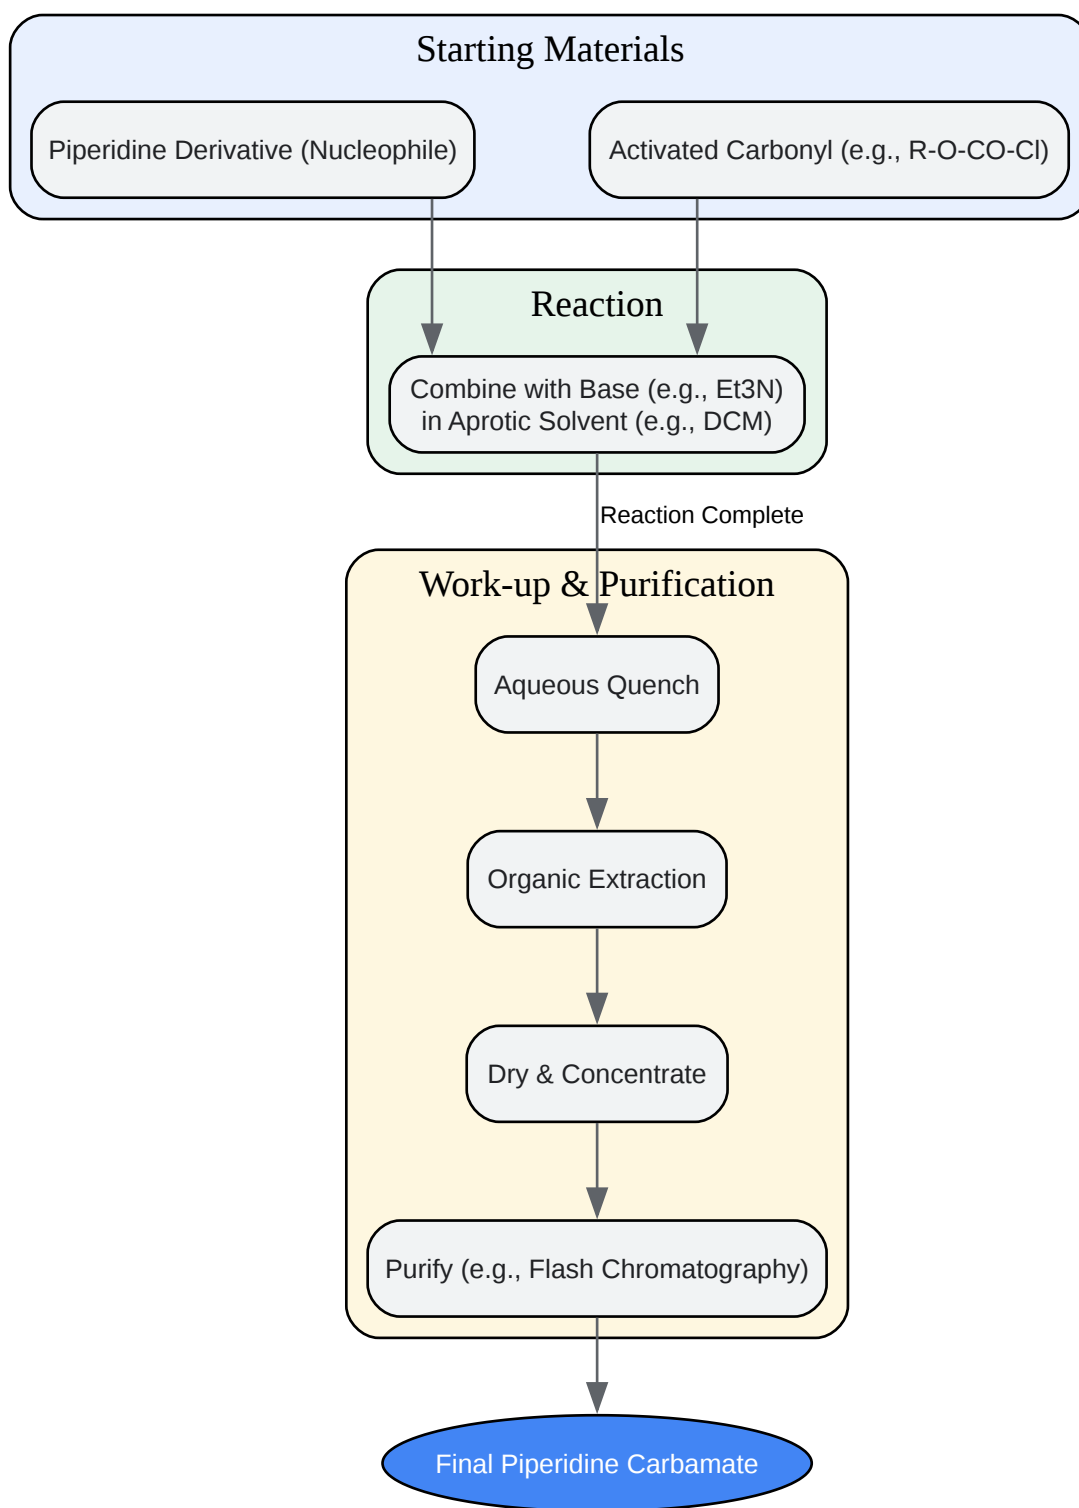 Starting Materials
Piperidine Derivative (Nucleophile)
Activated Carbonyl (e.g., R-O-CO-Cl)
Reaction
Combine with Base (e.g., Et3N)
in Aprotic Solvent (e.g., DCM)
Reaction Complete
Work-up & Purification
Aqueous Quench
Organic Extraction
Dry & Concentrate
Purify (e.g., Flash Chromatography)
Final Piperidine Carbamate